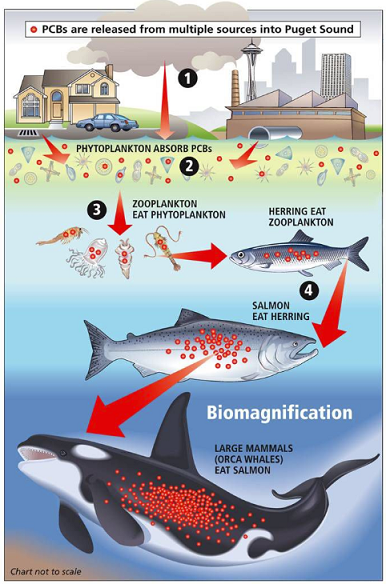 PCBs are released from multiple sources into Puget Sound
1
PHYTOPLANKTON ABSORB PCBs
2
3
ZOOPLANKTON
EAT PHYTOPLANKTON
HERRING EAT
ZOOPLANKTON
4
SALMON
EAT HERRING
Biomagnification
LARGE MAMMALS
(ORCA WHALES)
EAT SALMON
Chart not to scale